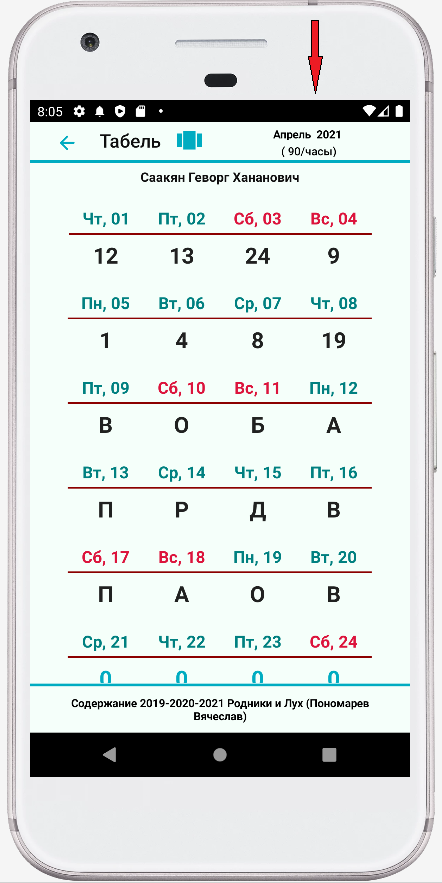 8:05
Табель
Апрель 2021
( 90/часы)
Саакян Геворг Хананович
Чт, 01 Пт, 02 Сб, 03 Вс, 04
12 13 24 9
Пн, 05 Вт, 06 Ср, 07 Чт, 08
1 4 8 19
Пт, 09 Сб, 10 Вс, 11 Пн, 12
В О Б А
Вт, 13 Ср, 14 Чт, 15 Пт, 16
П Р Д В
Сб, 17 Вс, 18 Пн, 19 Вт, 20
П А О В
Ср, 21 Чт, 22 Пт, 23 Сб, 24
0 0 0 0
Содержание 2019-2020-2021 Родники и Лух (Пономарев
Вячеслав)